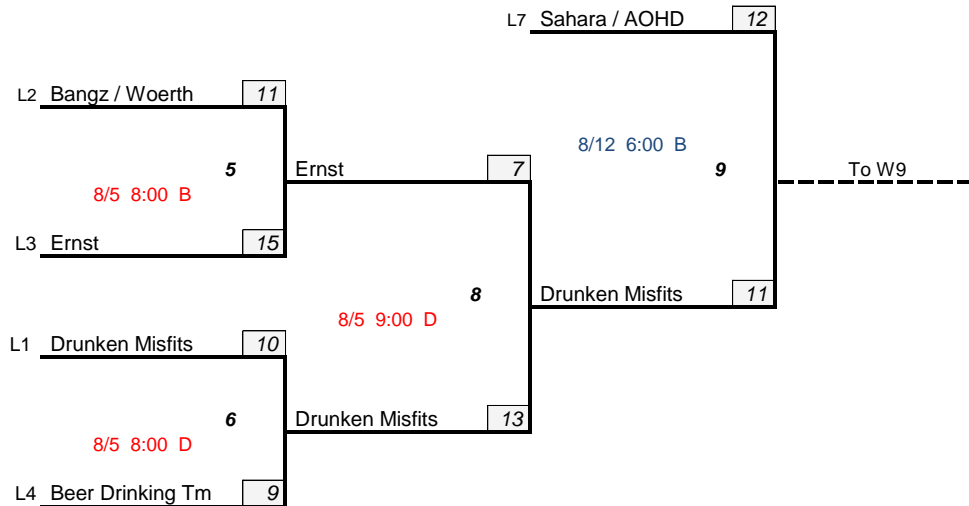 L7 Sahara / AOHD 12
L2 Bangz / Woerth 11
8/12 6:00 B
5 Ernst 7 9 To W9
8/5 8:00 B
L3 Ernst 15
8 Drunken Misfits 11
8/5 9:00 D
L1 Drunken Misfits 10
6 Drunken Misfits 13
8/5 8:00 D
L4 Beer Drinking Tm 9